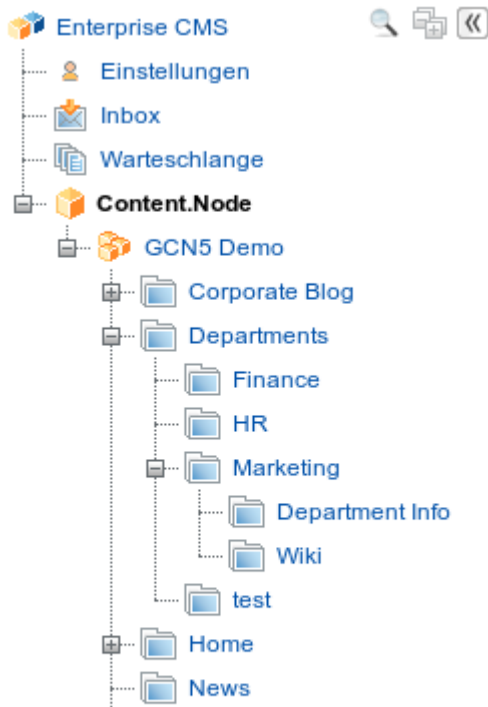 Enterprise CMS
Einstellungen
Inbox
Warteschlange
Content.Node
GCN5 Demo
Corporate Blog
Departments
Finance
HR
Marketing
Department Info
Wiki
test
Home
News